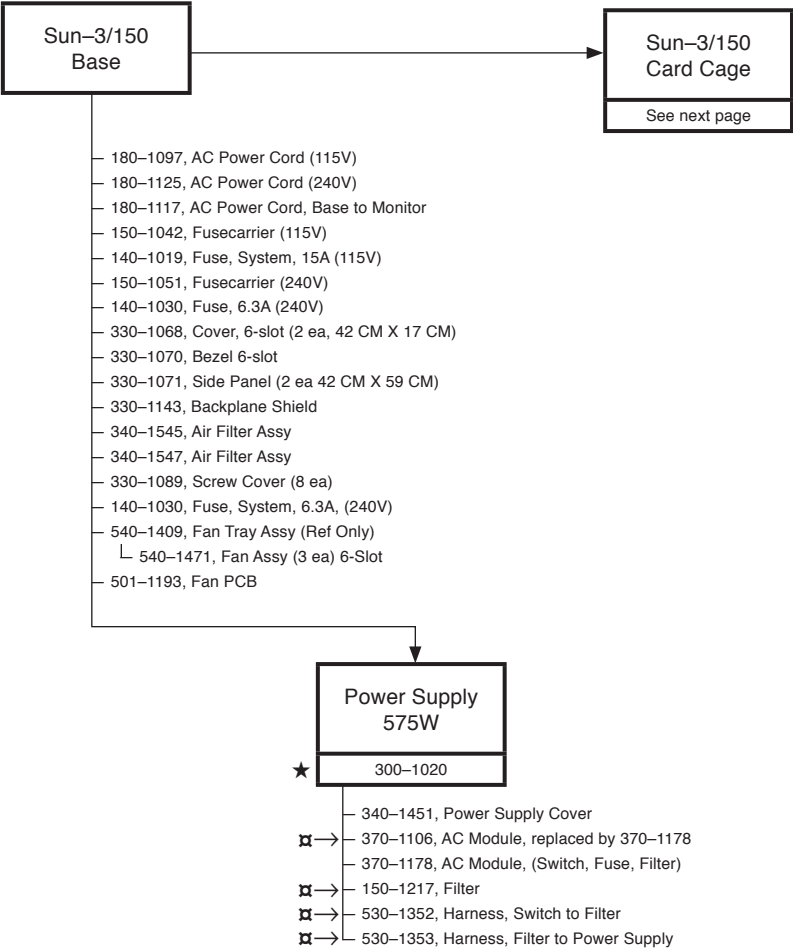 Sun–3/150
Base
Sun–3/150
Card Cage
See next page
180–1097, AC Power Cord (115V)
180–1125, AC Power Cord (240V)
180–1117, AC Power Cord, Base to Monitor
150–1042, Fusecarrier (115V)
140–1019, Fuse, System, 15A (115V)
150–1051, Fusecarrier (240V)
140–1030, Fuse, 6.3A (240V)
330–1068, Cover, 6-slot (2 ea, 42 CM X 17 CM)
330–1070, Bezel 6-slot
330–1071, Side Panel (2 ea 42 CM X 59 CM)
330–1143, Backplane Shield
340–1545, Air Filter Assy
340–1547, Air Filter Assy
330–1089, Screw Cover (8 ea)
140–1030, Fuse, System, 6.3A, (240V)
540–1409, Fan Tray Assy (Ref Only)
540–1471, Fan Assy (3 ea) 6-Slot
501–1193, Fan PCB
Power Supply
575W
★ 300–1020
340–1451, Power Supply Cover
¤→ 370–1106, AC Module, replaced by 370–1178
370–1178, AC Module, (Switch, Fuse, Filter)
¤→ 150–1217, Filter
¤→ 530–1352, Harness, Switch to Filter
¤→ 530–1353, Harness, Filter to Power Supply